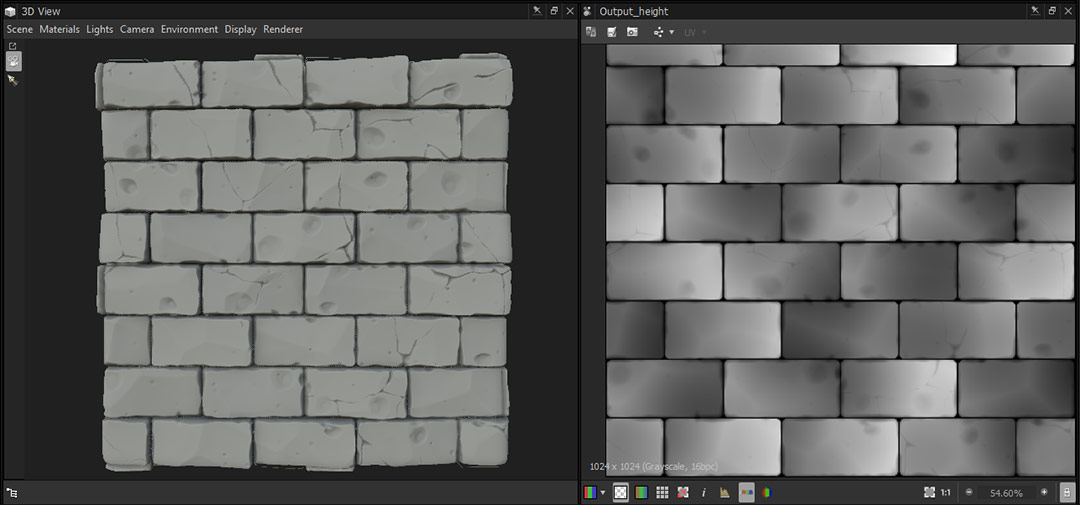 3D View
Scene Materials Lights Camera Environment Display Renderer
Output_height
UV
1024 x 1024 (Grayscale, 16bpc)
RGB
i
1:1
54.60%